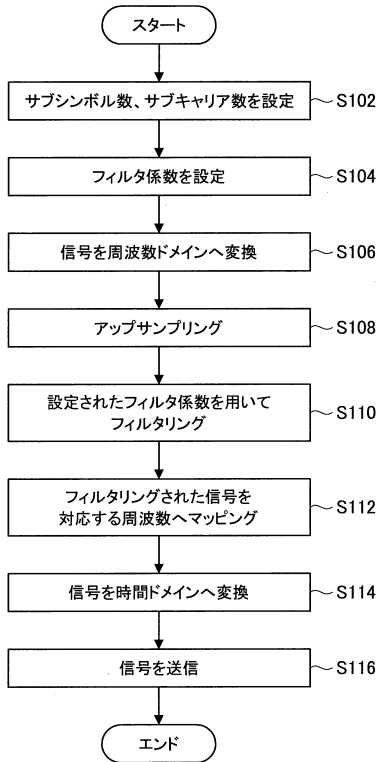 スタート
サブシンボル数、サブキャリア数を設定
S102
フィルタ係数を設定
S104
信号を周波数ドメインへ変換
S106
アップサンプリング
S108
設定されたフィルタ係数を用いて
フィルタリング
S110
フィルタリングされた信号を
対応する周波数へマッピング
S112
信号を時間ドメインへ変換
S114
信号を送信
S116
エンド